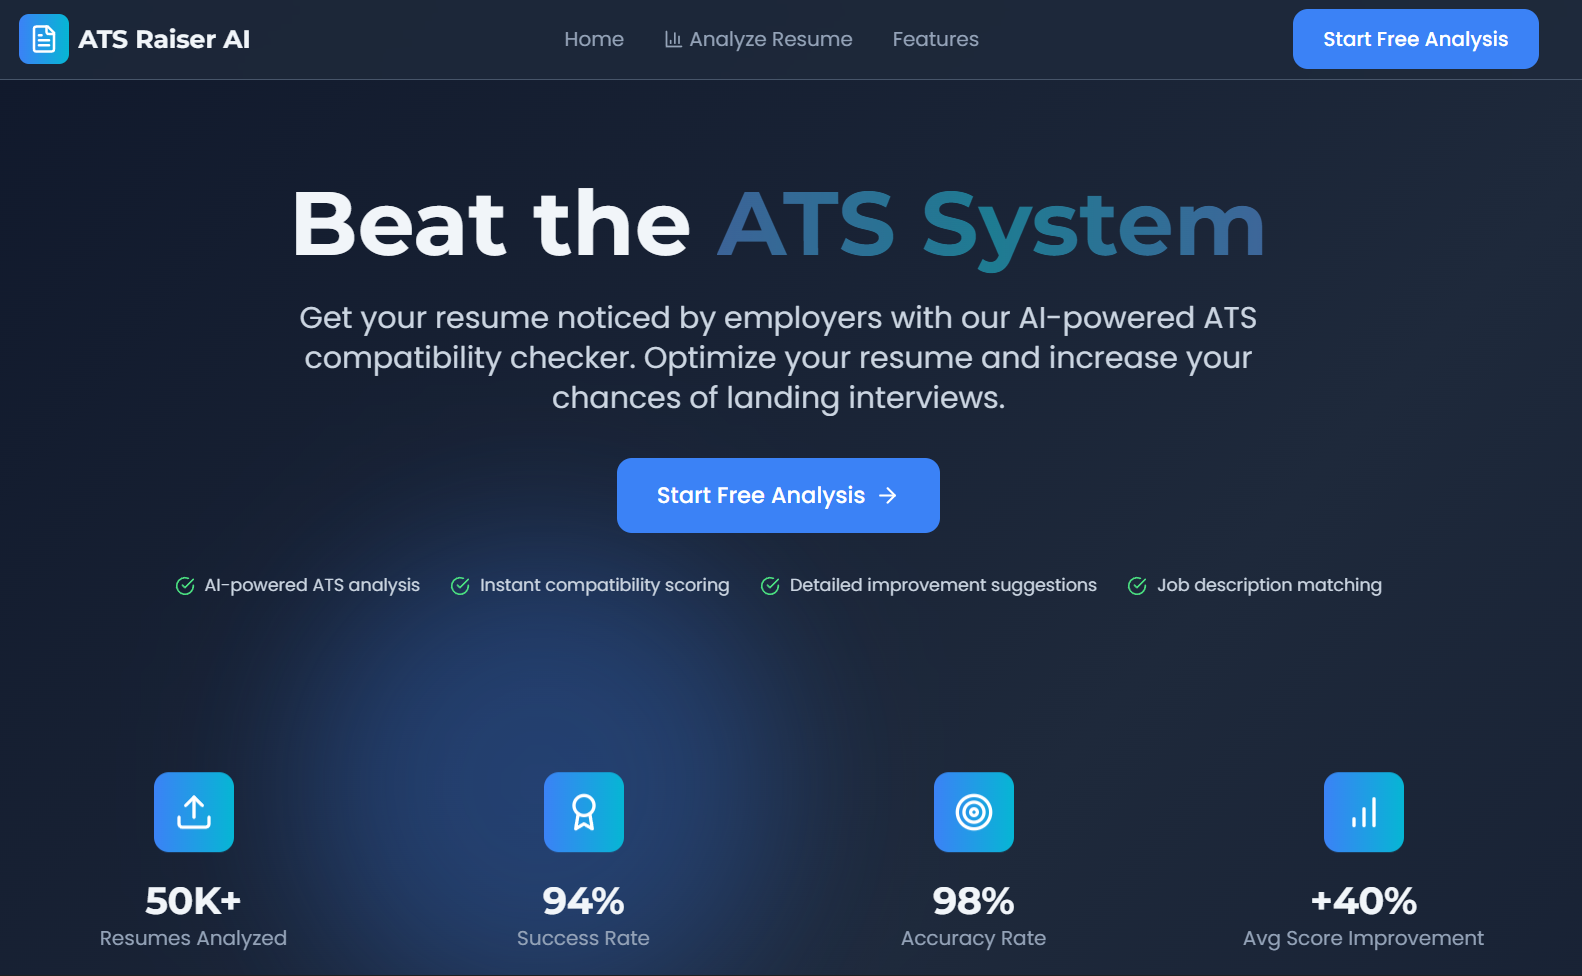 ATS Raiser AI
Home
Analyze Resume
Features
Start Free Analysis
Beat the ATS System
Get your resume noticed by employers with our AI-powered ATS
compatibility checker. Optimize your resume and increase your
chances of landing interviews.
Start Free Analysis →
AI-powered ATS analysis
Instant compatibility scoring
Detailed improvement suggestions
Job description matching
50K+
Resumes Analyzed
94%
Success Rate
98%
Accuracy Rate
+40%
Avg Score Improvement